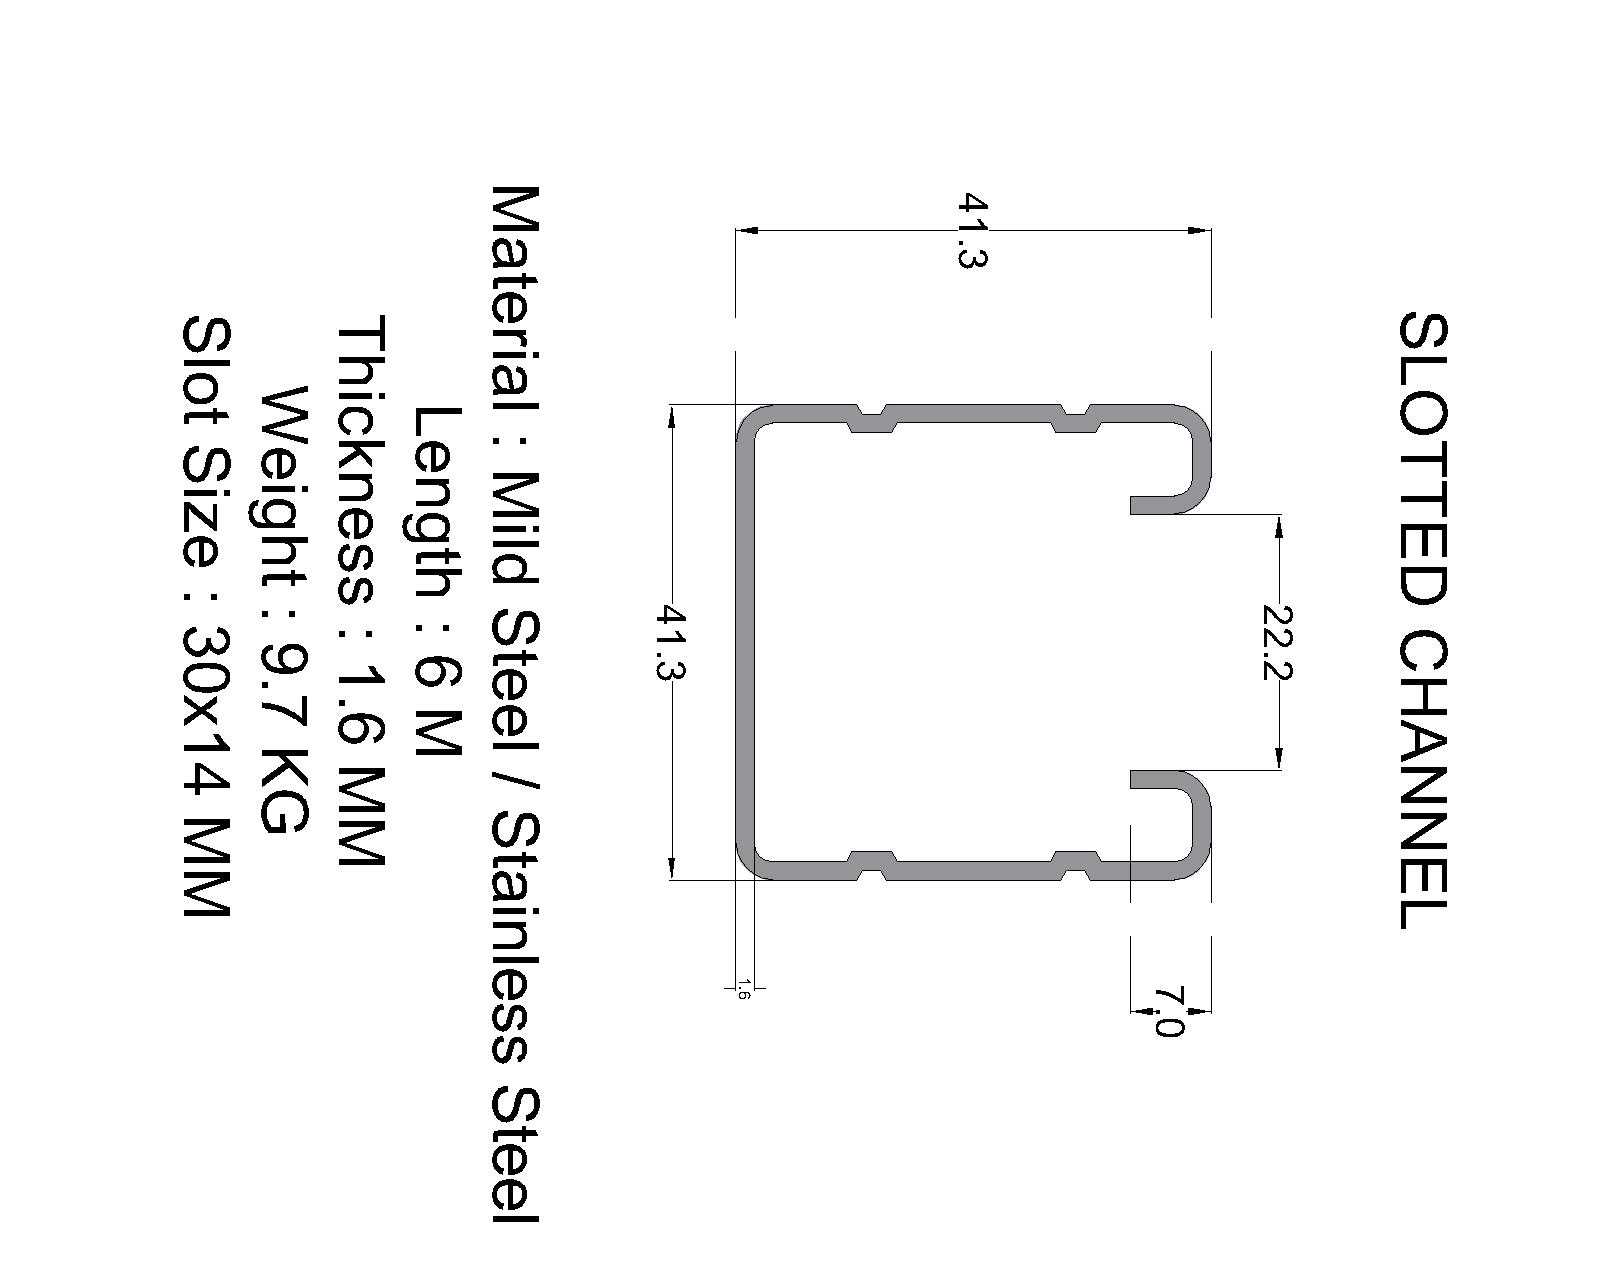 SLOTTED CHANNEL
22.2
7.0
41.3
41.3
1.6
Material : Mild Steel / Stainless Steel
Length : 6 M
Thickness : 1.6 MM
Weight : 9.7 KG
Slot Size : 30x14 MM